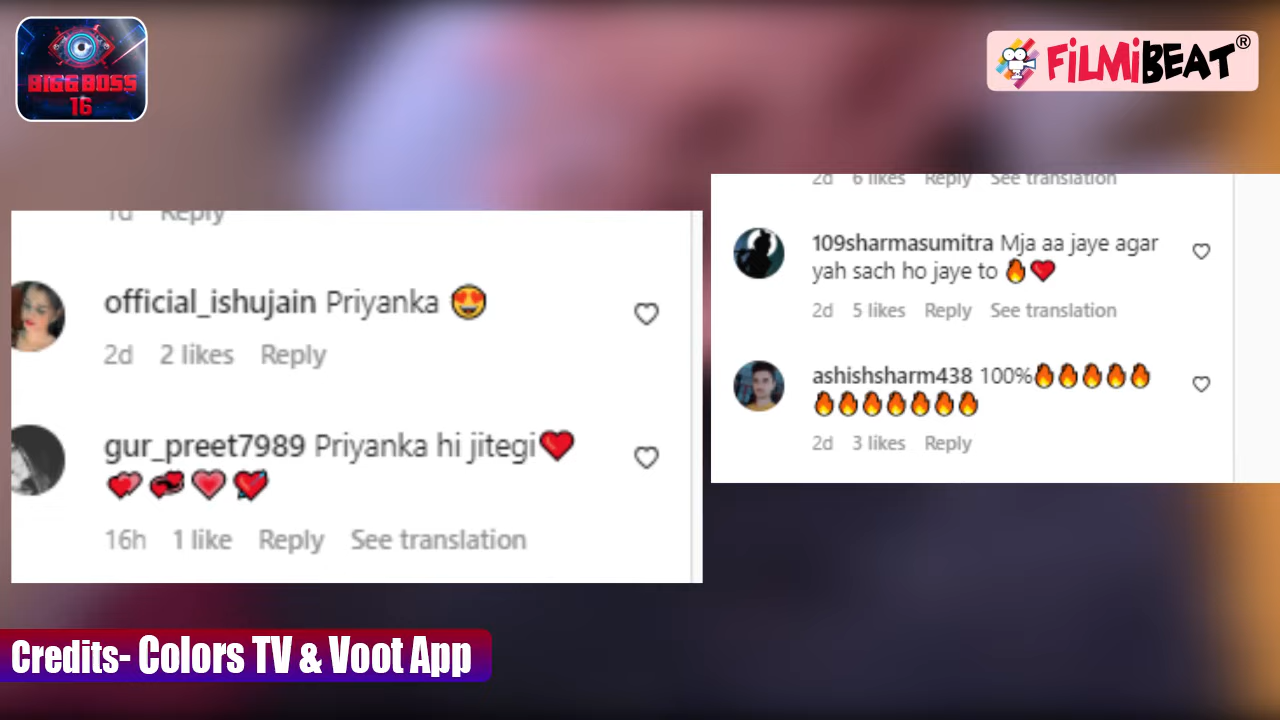 BIGG BOSS
16
FiLMiBEAT®
1d Reply
official_ishujain Priyanka 😍
2d 2 likes Reply
gur_preet7989 Priyanka hi jitegi❤️
💕💞💗💘
16h 1 like Reply See translation
2d 6 likes Reply See translation
109sharmasumitra Mja aa jaye agar
yah sach ho jaye to 🔥❤️
2d 5 likes Reply See translation
ashishsharm438 100%🔥🔥🔥🔥🔥
🔥🔥🔥🔥🔥🔥🔥
2d 3 likes Reply
Credits- Colors TV & Voot App